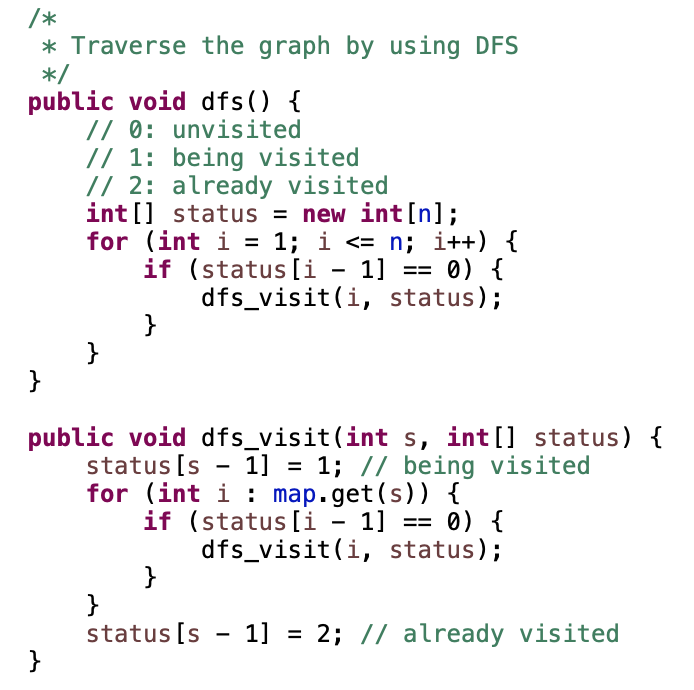 /*
 * Traverse the graph by using DFS
 */
public void dfs() {
    // 0: unvisited
    // 1: being visited
    // 2: already visited
    int[] status = new int[n];
    for (int i = 1; i <= n; i++) {
        if (status[i - 1] == 0) {
            dfs_visit(i, status);
        }
    }
}

public void dfs_visit(int s, int[] status) {
    status[s - 1] = 1; // being visited
    for (int i : map.get(s)) {
        if (status[i - 1] == 0) {
            dfs_visit(i, status);
        }
    }
    status[s - 1] = 2; // already visited
}